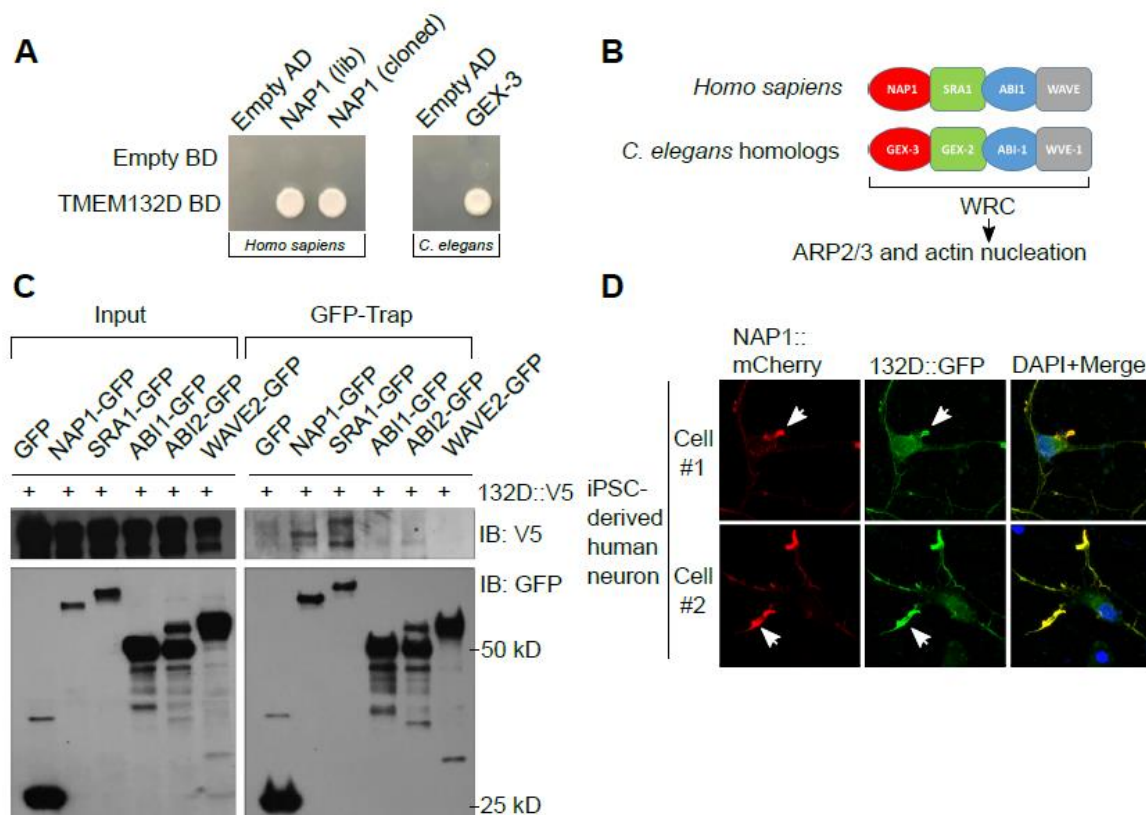 A
Empty AD
NAP1 (lib)
NAP1 (cloned)
Empty AD
GEX-3
Empty BD
TMEM132D BD
Homo sapiens
C. elegans
B
Homo sapiens
NAP1 SRA1 ABI1 WAVE
C. elegans homologs
GEX-3 GEX-2 ABI-1 WVE-1
WRC
ARP2/3 and actin nucleation
C
Input
GFP-Trap
GFP
NAP1-GFP
SRA1-GFP
ABI1-GFP
ABI2-GFP
WAVE2-GFP
GFP
NAP1-GFP
SRA1-GFP
ABI1-GFP
ABI2-GFP
WAVE2-GFP
+ + + + + + + + + + + + 132D::V5
IB: V5
IB: GFP
-50 kD
-25 kD
D
NAP1::
mCherry
132D::GFP
DAPI+Merge
iPSC-
derived
human
neuron
Cell
#1
Cell
#2